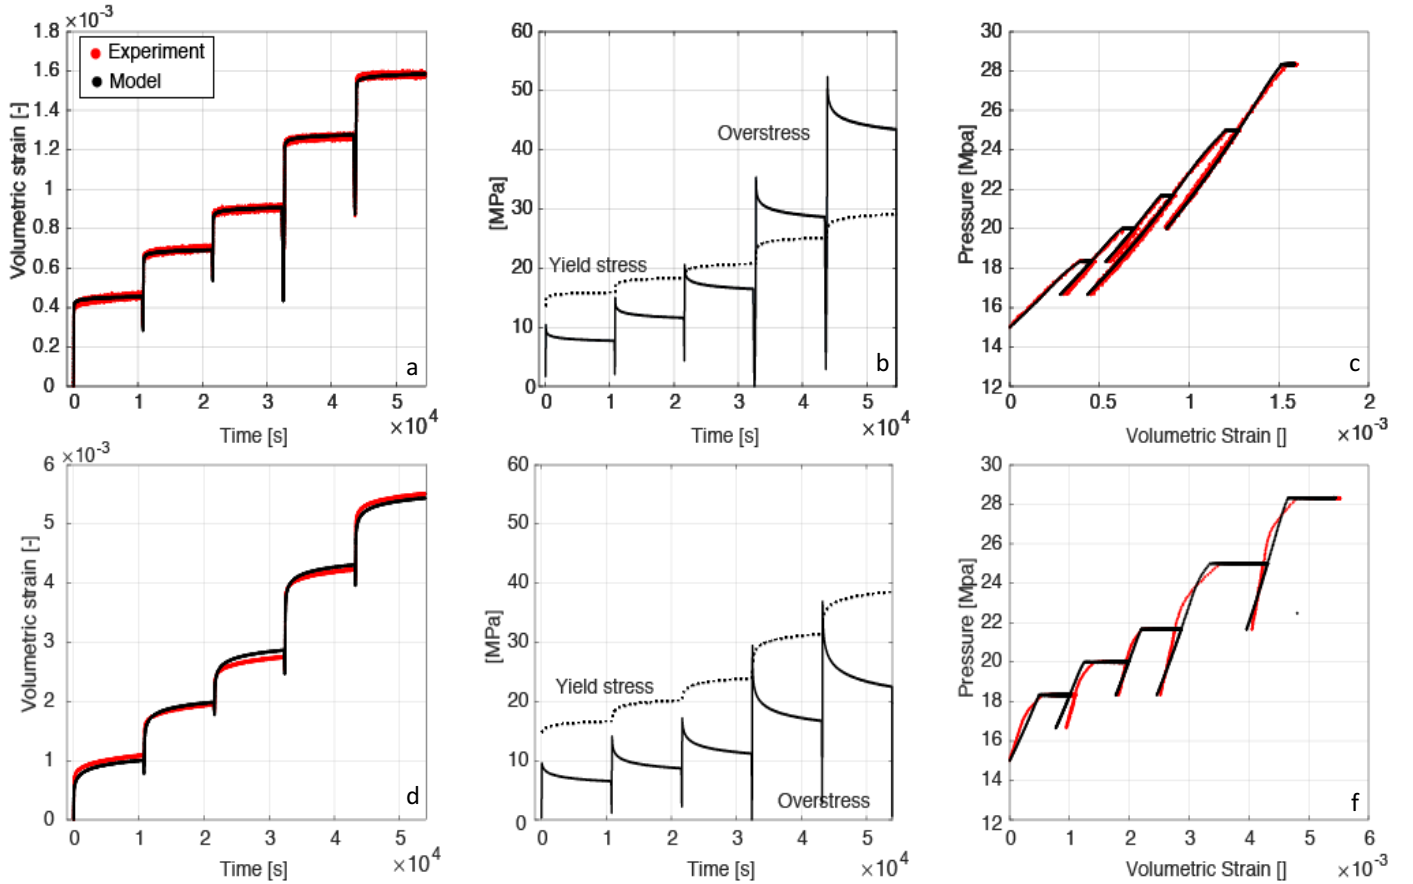 ×10⁻³
1.8
1.6
1.4
1.2
1
0.8
0.6
0.4
0.2
0
Volumetric strain [-]
Experiment
Model
a
0 1 2 3 4 5
×10⁴
Time [s]
60
50
40
30
20
10
0
[MPa]
Overstress
Yield stress
b
0 1 2 3 4 5
×10⁴
Time [s]
30
28
26
24
22
20
18
16
14
12
Pressure [Mpa]
c
0 0.5 1 1.5 2
×10⁻³
Volumetric Strain []
×10⁻³
6
5
4
3
2
1
0
Volumetric strain [-]
d
0 1 2 3 4 5
×10⁴
Time [s]
60
50
40
30
20
10
0
[MPa]
Yield stress
Overstress
0 1 2 3 4 5
×10⁴
Time [s]
30
28
26
24
22
20
18
16
14
12
Pressure [Mpa]
f
0 1 2 3 4 5 6
×10⁻³
Volumetric Strain []